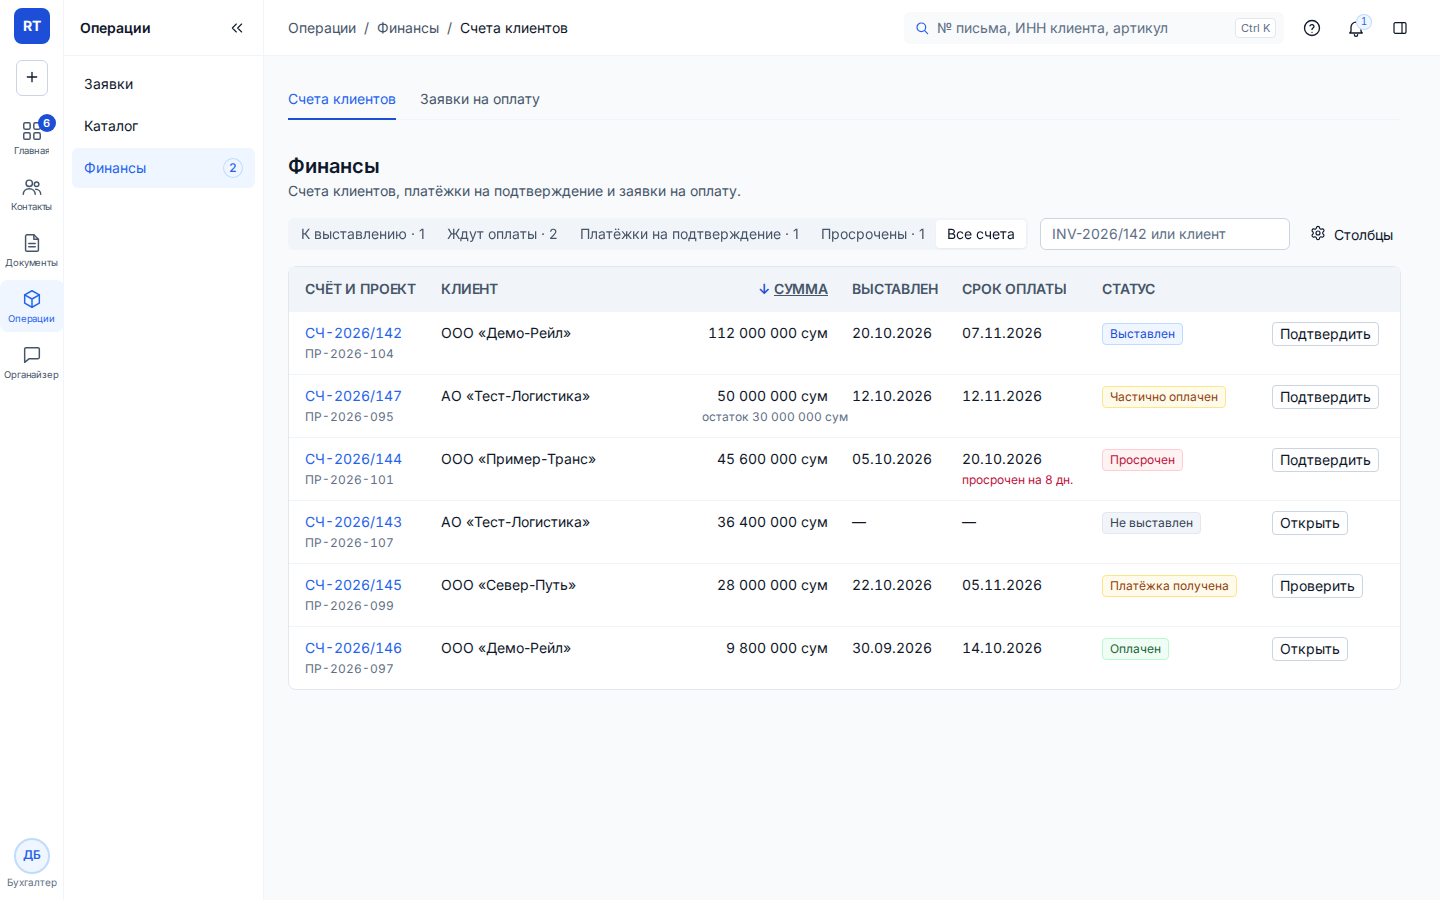 RT
Операции
Операции / Финансы / Счета клиентов
№ письма, ИНН клиента, артикул
Ctrl K
1
6
Главная
Контакты
Документы
Операции
Органайзер
Заявки
Каталог
Финансы
2
Счета клиентов
Заявки на оплату
Финансы
Счета клиентов, платёжки на подтверждение и заявки на оплату.
К выставлению · 1
Ждут оплаты · 2
Платёжки на подтверждение · 1
Просрочены · 1
Все счета
INV-2026/142 или клиент
Столбцы
СЧЁТ И ПРОЕКТ КЛИЕНТ ↓ СУММА ВЫСТАВЛЕН СРОК ОПЛАТЫ СТАТУС
СЧ-2026/142 ООО «Демо-Рейл» 112 000 000 сум 20.10.2026 07.11.2026 Выставлен Подтвердить
ПР-2026-104
СЧ-2026/147 АО «Тест-Логистика» 50 000 000 сум 12.10.2026 12.11.2026 Частично оплачен Подтвердить
ПР-2026-095 остаток 30 000 000 сум
СЧ-2026/144 ООО «Пример-Транс» 45 600 000 сум 05.10.2026 20.10.2026 Просрочен Подтвердить
ПР-2026-101 просрочен на 8 дн.
СЧ-2026/143 АО «Тест-Логистика» 36 400 000 сум — — Не выставлен Открыть
ПР-2026-107
СЧ-2026/145 ООО «Север-Путь» 28 000 000 сум 22.10.2026 05.11.2026 Платёжка получена Проверить
ПР-2026-099
СЧ-2026/146 ООО «Демо-Рейл» 9 800 000 сум 30.09.2026 14.10.2026 Оплачен Открыть
ПР-2026-097
ДБ
Бухгалтер